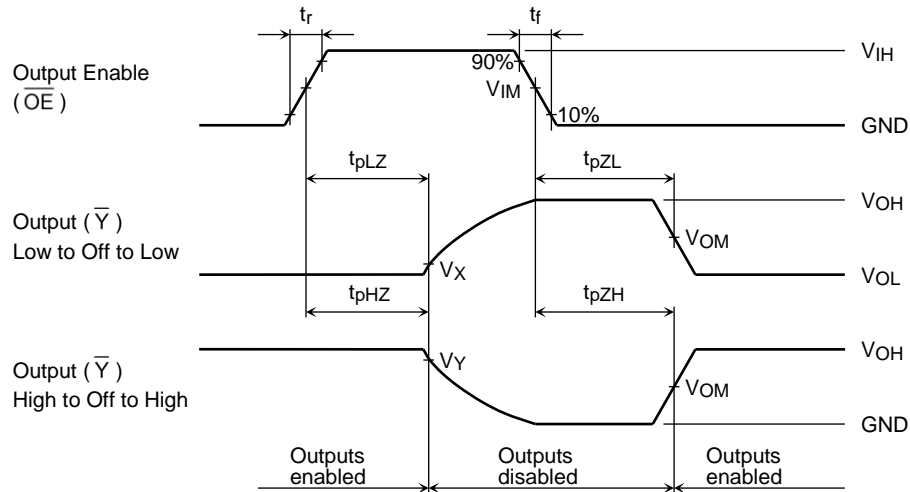 tr
tf
VIH
Output Enable
(OE̅)
90%
VIM
10%
GND
tpLZ
tpZL
VOH
Output (Y̅)
Low to Off to Low
VOM
VX
VOL
tpHZ
tpZH
VOH
Output (Y̅)
High to Off to High
VY
VOM
GND
Outputs
enabled
Outputs
disabled
Outputs
enabled